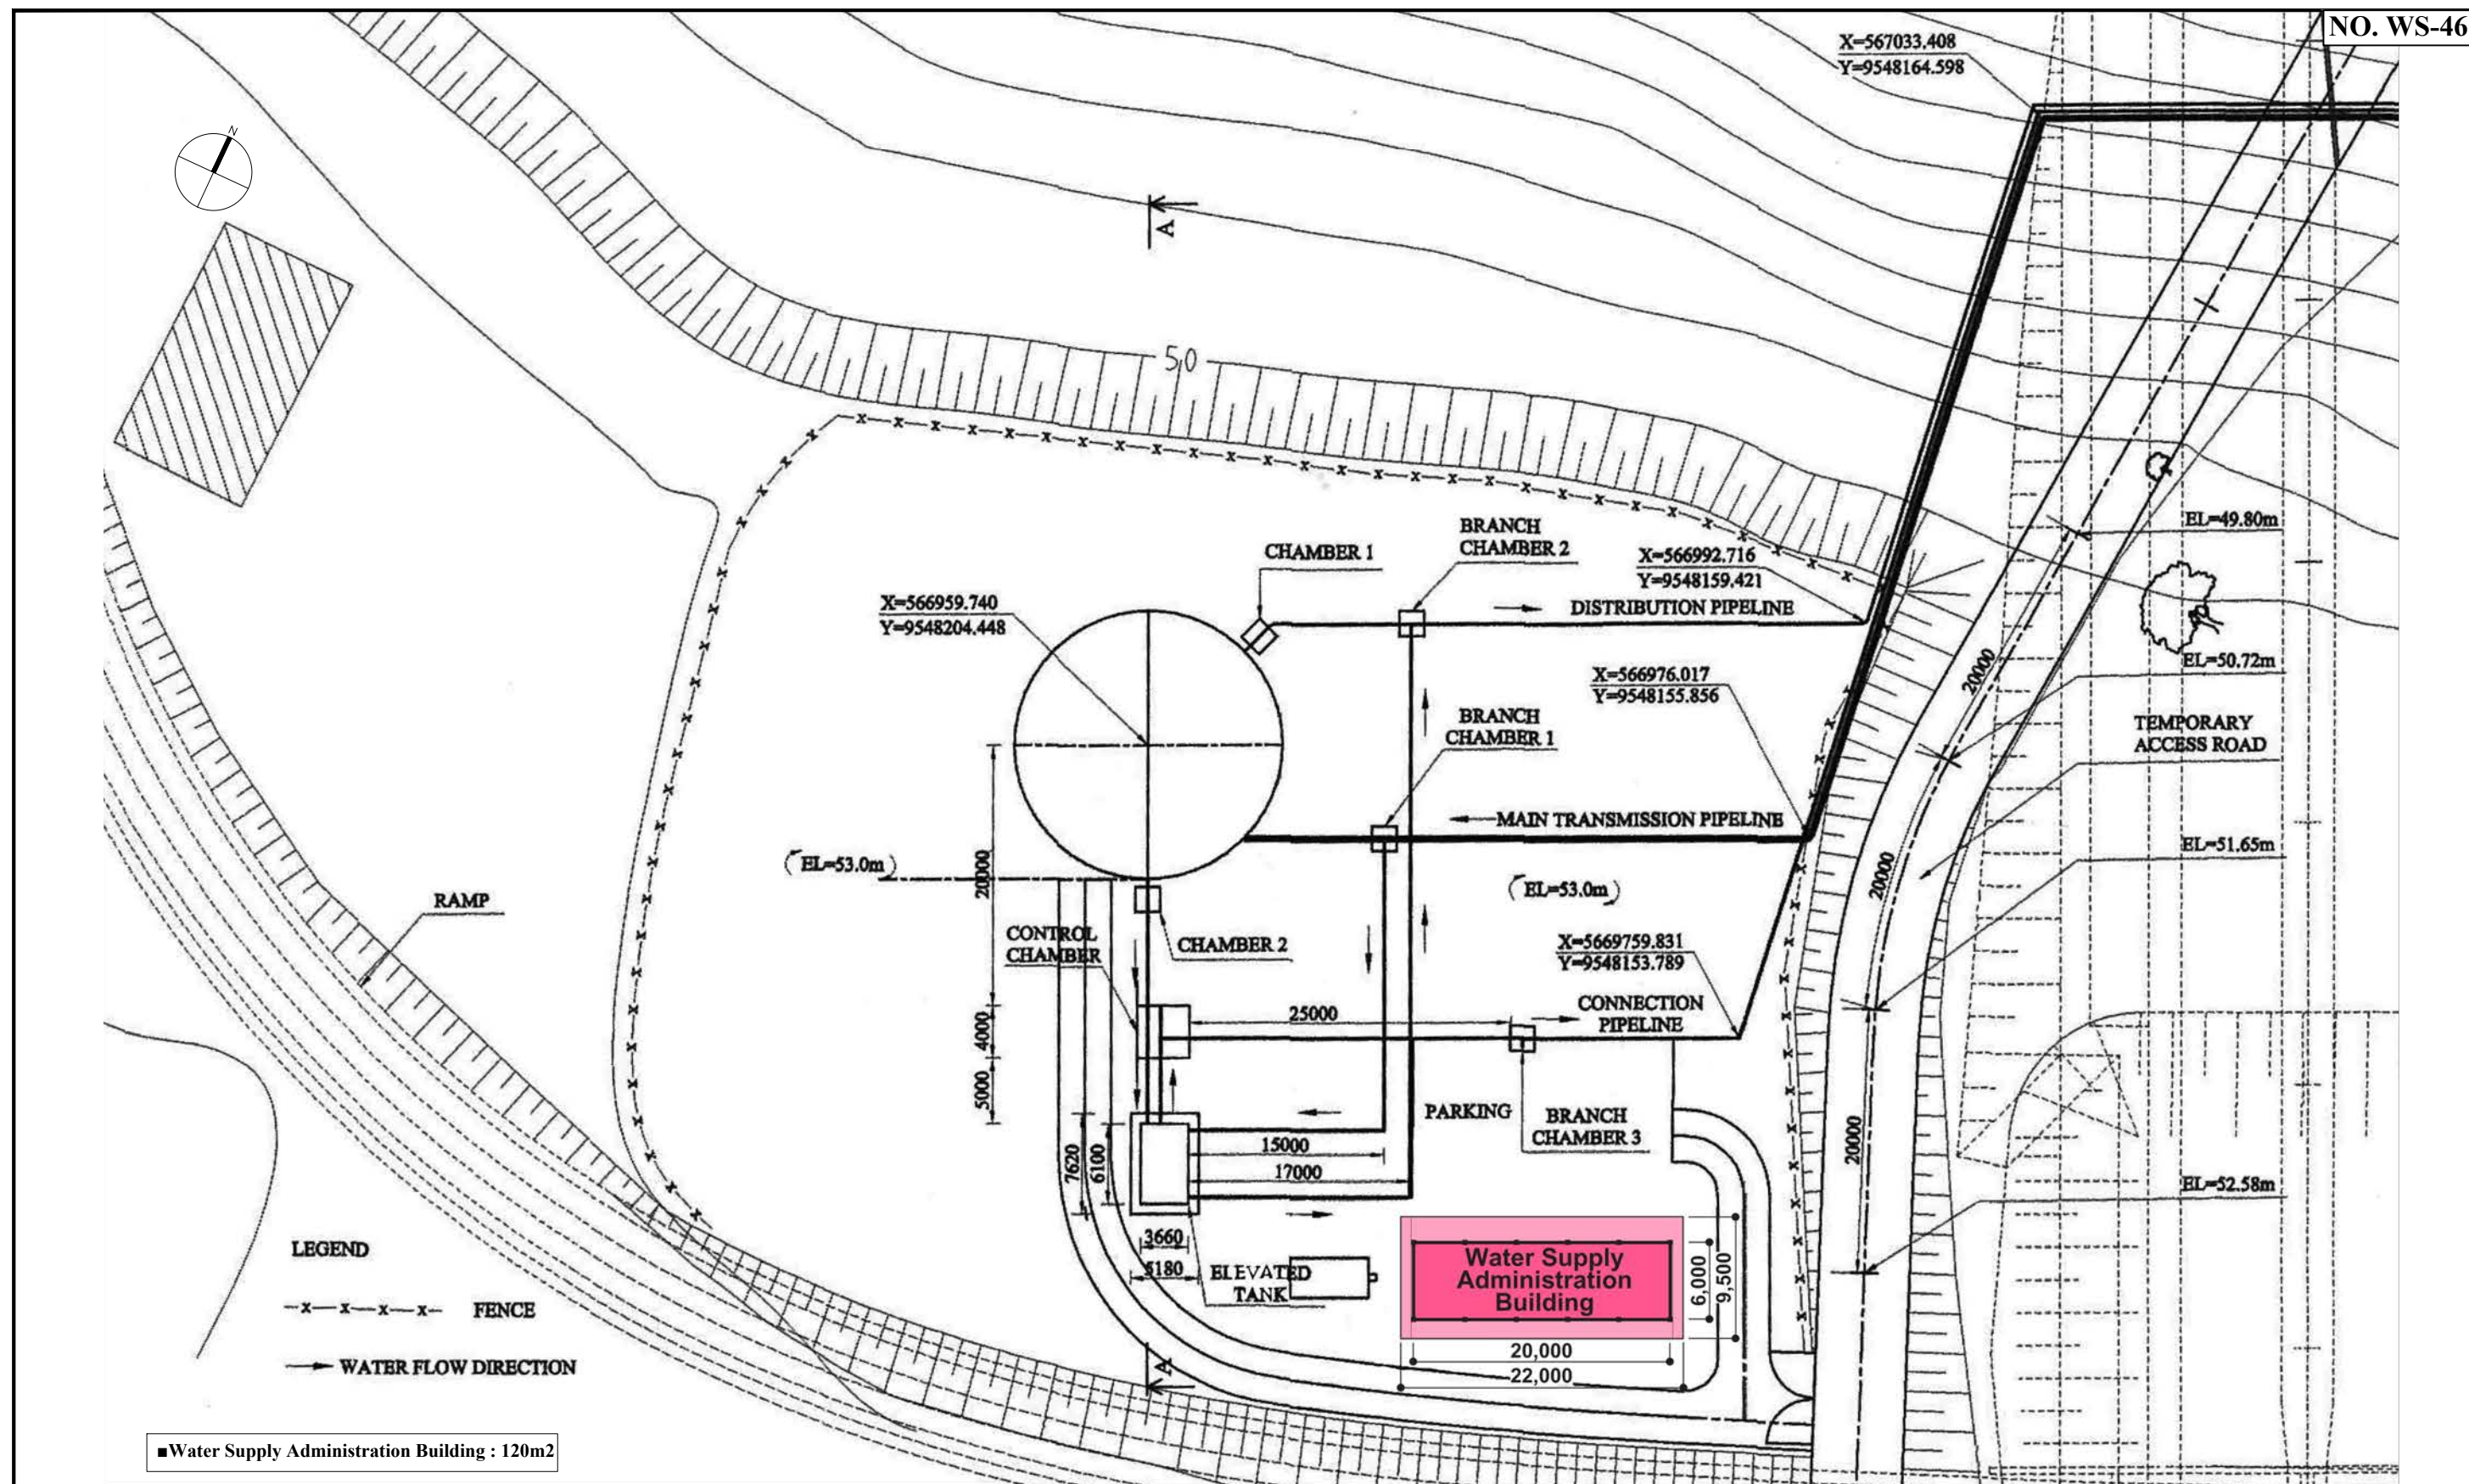 NO. WS-46
X=567033.408
Y=9548164.598
N
A
50
CHAMBER 1
BRANCH
CHAMBER 2
X=566992.716
Y=9548159.421
EL=49.80m
X=566959.740
Y=9548204.448
DISTRIBUTION PIPELINE
20000
EL=50.72m
X=566976.017
Y=9548155.856
BRANCH
CHAMBER 1
TEMPORARY
ACCESS ROAD
MAIN TRANSMISSION PIPELINE
EL=51.65m
(EL=53.0m)
20000
20000
(EL=53.0m)
RAMP
CONTROL
CHAMBER
CHAMBER 2
X=5669759.831
Y=9548153.789
25000
CONNECTION
PIPELINE
4000
5000
PARKING
BRANCH
CHAMBER 3
20000
15000
17000
7620
6100
EL=52.58m
3660
5180
ELEVATED
TANK
Water Supply
Administration
Building
6,000
9,500
20,000
22,000
A
LEGEND
-x-x-x-x- FENCE
WATER FLOW DIRECTION
■Water Supply Administration Building : 120m2